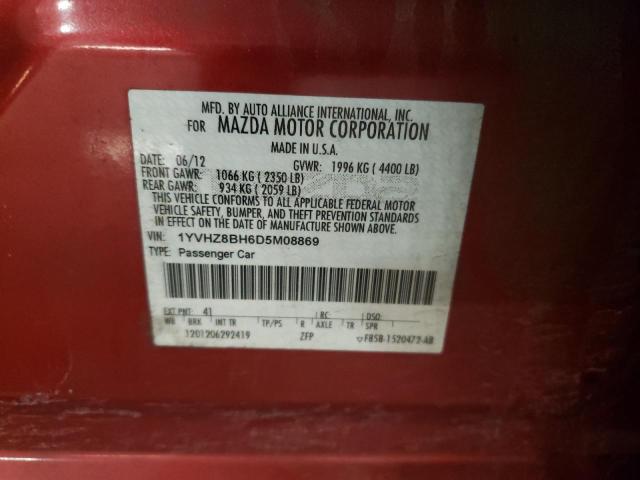 MFD. BY AUTO ALLIANCE INTERNATIONAL, INC.
FOR MAZDA MOTOR CORPORATION
MADE IN U.S.A.
DATE: 06/12 GVWR: 1996 KG ( 4400 LB)
FRONT GAWR: 1066 KG ( 2350 LB)
REAR GAWR: 934 KG ( 2059 LB)
THIS VEHICLE CONFORMS TO ALL APPLICABLE FEDERAL MOTOR
VEHICLE SAFETY, BUMPER, AND THEFT PREVENTION STANDARDS
IN EFFECT ON THE DATE OF MANUFACTURE SHOWN ABOVE.
VIN: 1YVHZ8BH6D5M08869
TYPE: Passenger Car
EXT PNT: 41 RC: DSO:
WB BRK INT TR TP/PS R AXLE TR SPR
1201206292419 ZFP F85B-1520472-AB